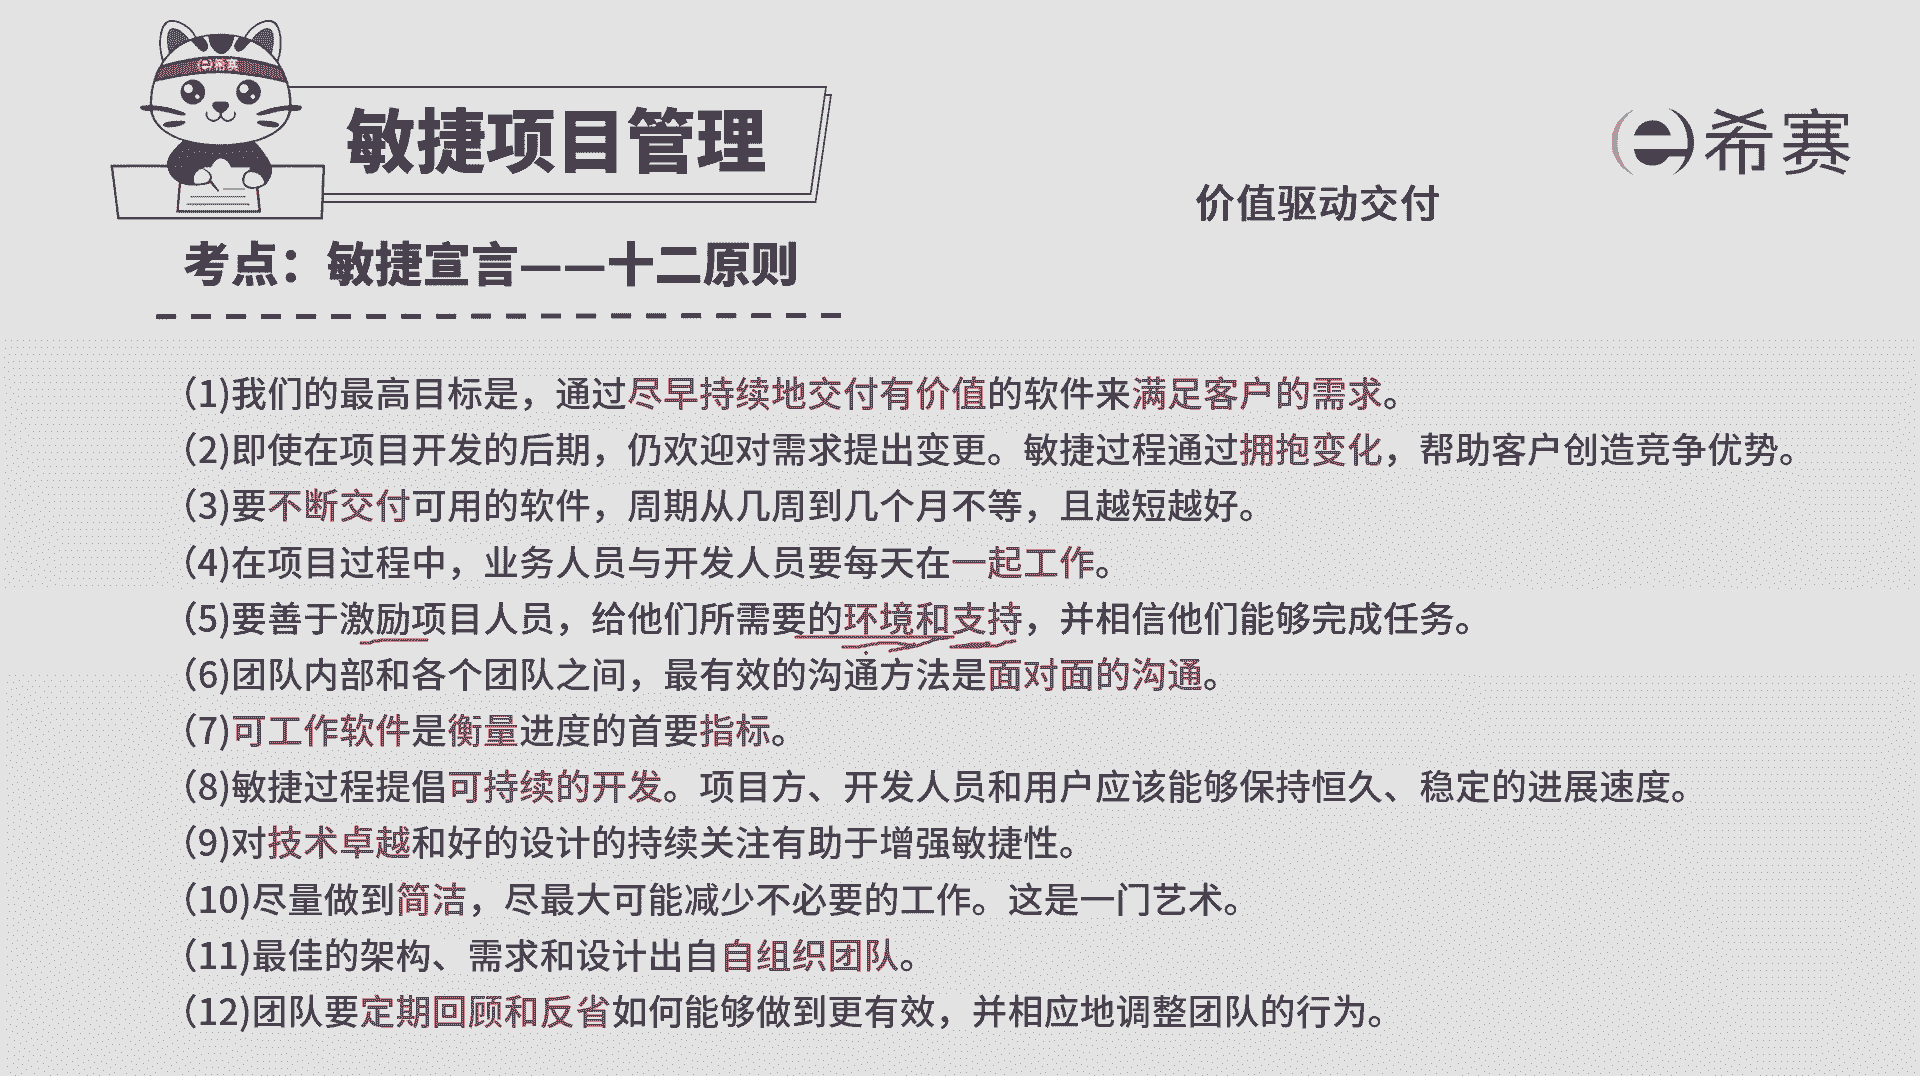 希赛
敏捷项目管理
希赛
价值驱动交付
考点：敏捷宣言——十二原则
(1)我们的最高目标是，通过尽早持续地交付有价值的软件来满足客户的需求。
(2)即使在项目开发的后期，仍欢迎对需求提出变更。敏捷过程通过拥抱变化，帮助客户创造竞争优势。
(3)要不断交付可用的软件，周期从几周到几个月不等，且越短越好。
(4)在项目过程中，业务人员与开发人员要每天在一起工作。
(5)要善于激励项目人员，给他们所需要的环境和支持，并相信他们能够完成任务。
(6)团队内部和各个团队之间，最有效的沟通方法是面对面的沟通。
(7)可工作软件是衡量进度的首要指标。
(8)敏捷过程提倡可持续的开发。项目方、开发人员和用户应该能够保持恒久、稳定的进展速度。
(9)对技术卓越和好的设计的持续关注有助于增强敏捷性。
(10)尽量做到简洁，尽最大可能减少不必要的工作。这是一门艺术。
(11)最佳的架构、需求和设计出自自组织团队。
(12)团队要定期回顾和反省如何能够做到更有效，并相应地调整团队的行为。